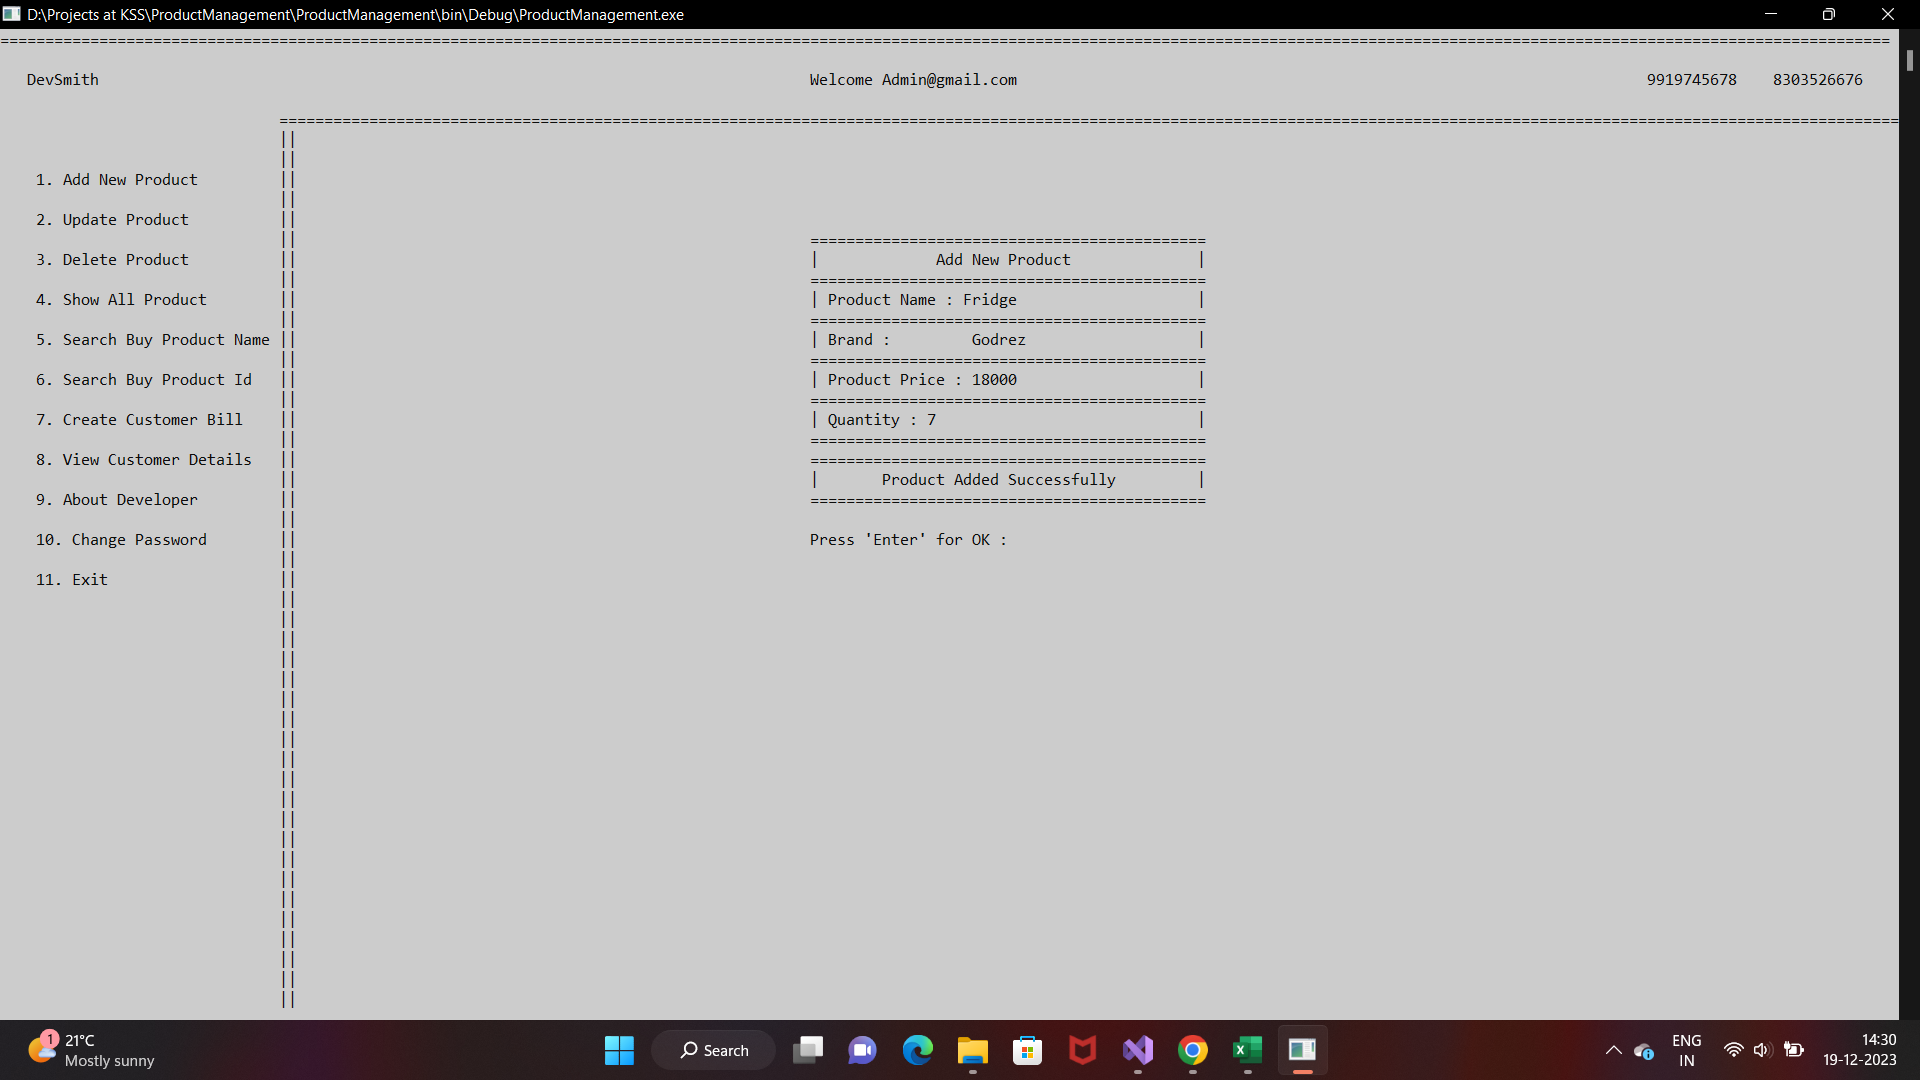 D:\Projects at KSS\ProductManagement\ProductManagement\bin\Debug\ProductManagement.exe
DevSmith Welcome Admin@gmail.com 9919745678 8303526676
1. Add New Product
2. Update Product
3. Delete Product
4. Show All Product
5. Search Buy Product Name
6. Search Buy Product Id
7. Create Customer Bill
8. View Customer Details
9. About Developer
10. Change Password
11. Exit
Add New Product
Product Name : Fridge
Brand : Godrez
Product Price : 18000
Quantity : 7
Product Added Successfully
Press 'Enter' for OK :
1
21°C
Mostly sunny
Search
ENG
IN
14:30
19-12-2023